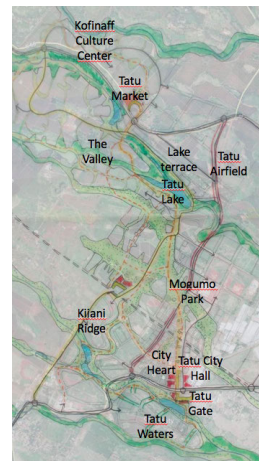 Kofinaff
Culture
Center
Tatu
Market
The
Valley
Lake
terrace
Tatu
Airfield
Tatu
Lake
Mogumo
Park
Kijani
Ridge
City
Heart
Tatu City
Hall
Tatu
Gate
Tatu
Waters